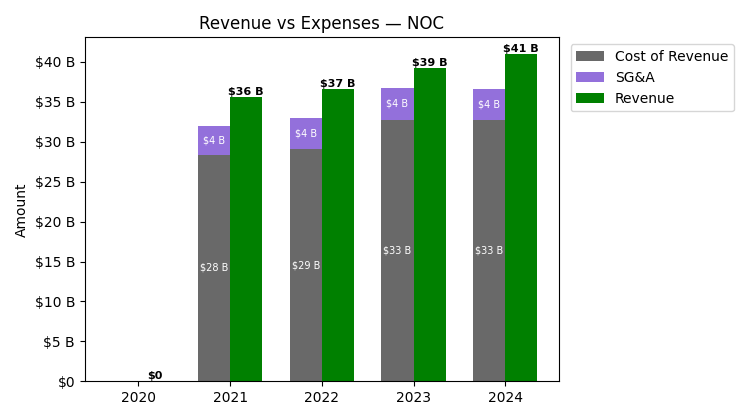 Revenue vs Expenses — NOC
Amount
$40 B
$35 B
$30 B
$25 B
$20 B
$15 B
$10 B
$5 B
$0
$0
$36 B
$4 B
$28 B
$37 B
$4 B
$29 B
$39 B
$4 B
$33 B
$41 B
$4 B
$33 B
2020 2021 2022 2023 2024
Cost of Revenue
SG&A
Revenue